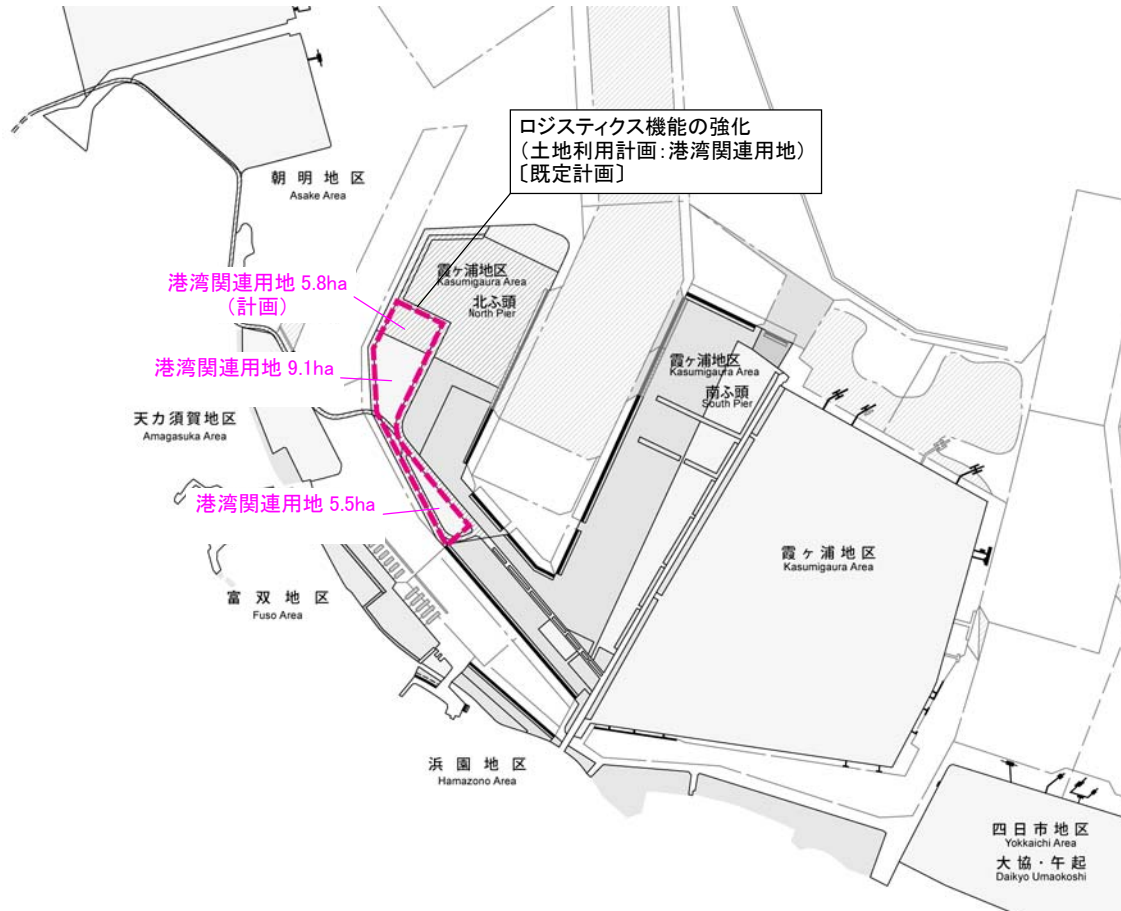 ロジスティクス機能の強化
(土地利用計画:港湾関連用地)
〔既定計画〕
朝明地区
Asake Area
霞ヶ浦地区
Kasumigaura Area
北ふ頭
North Pier
港湾関連用地 5.8ha
(計画)
港湾関連用地 9.1ha
霞ヶ浦地区
Kasumigaura Area
南ふ頭
South Pier
天カ須賀地区
Amagasuka Area
港湾関連用地 5.5ha
霞ヶ浦地区
Kasumigaura Area
富双地区
Fuso Area
浜園地区
Hamazono Area
四日市地区
Yokkaichi Area
大協・午起
Daikyo Umaokoshi